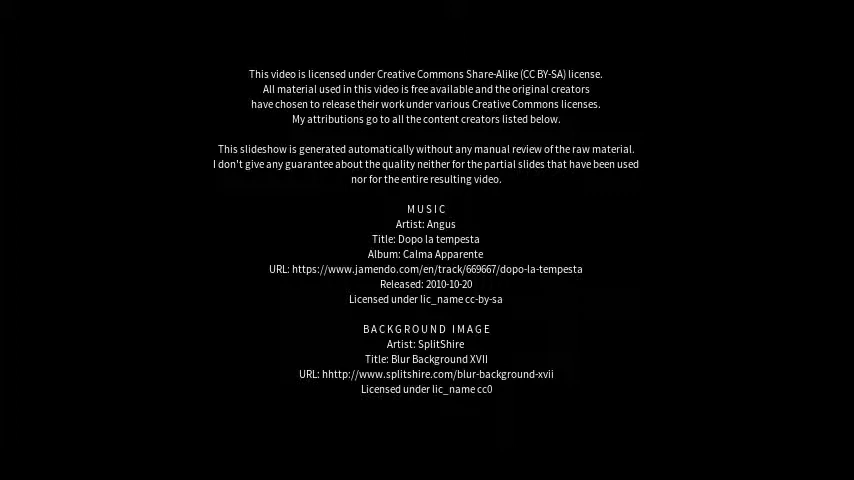 This video is licensed under Creative Commons Share-Alike (CC BY-SA) license.
All material used in this video is free available and the original creators
have chosen to release their work under various Creative Commons licenses.
My attributions go to all the content creators listed below.
This slideshow is generated automatically without any manual review of the raw material.
I don't give any guarantee about the quality neither for the partial slides that have been used
nor for the entire resulting video.
MUSIC
Artist: Angus
Title: Dopo la tempesta
Album: Calma Apparente
URL: https://www.jamendo.com/en/track/669667/dopo-la-tempesta
Released: 2010-10-20
Licensed under lic_name cc-by-sa
BACKGROUND IMAGE
Artist: SplitShire
Title: Blur Background XVII
URL: hhttp://www.splitshire.com/blur-background-xvii
Licensed under lic_name cc0